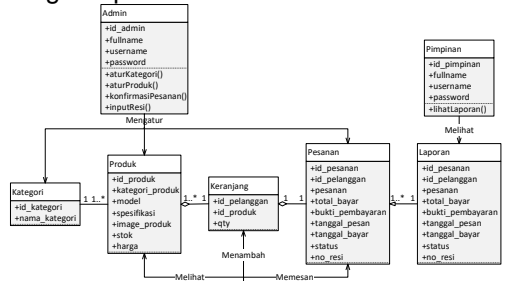 Admin
+id_admin
+fullname
+username
+password
+aturKategori()
+aturProduk()
+konfirmasiPesanan()
+inputResi()
Mengatur
Pimpinan
+id_pimpinan
+fullname
+username
+password
+lihatLaporan()
Melihat
Kategori
+id_kategori
+nama_kategori
1 1..*
Produk
+id_produk
+kategori_produk
+model
+spesifikasi
+image_produk
+stok
+harga
1..* 1
Keranjang
+id_pelanggan
+id_produk
+qty
1 1
Pesanan
+id_pesanan
+id_pelanggan
+pesanan
+total_bayar
+bukti_pembayaran
+tanggal_pesan
+tanggal_bayar
+status
+no_resi
1..* 1
Laporan
+id_pesanan
+id_pelanggan
+pesanan
+total_bayar
+bukti_pembayaran
+tanggal_pesan
+tanggal_bayar
+status
+no_resi
Menambah
Melihat
Memesan